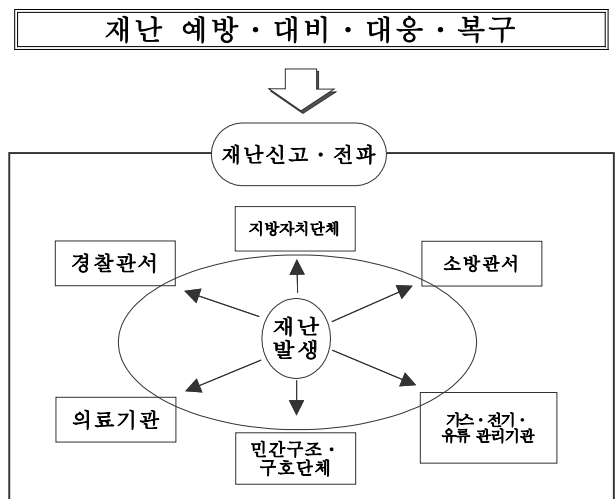 재난 예방 · 대비 · 대응 · 복구
재난신고 · 전파
지방자치단체
경찰관서
소방관서
재난
발생
의료기관
가스 · 전기 ·
유류 관리기관
민간구조 ·
구호단체